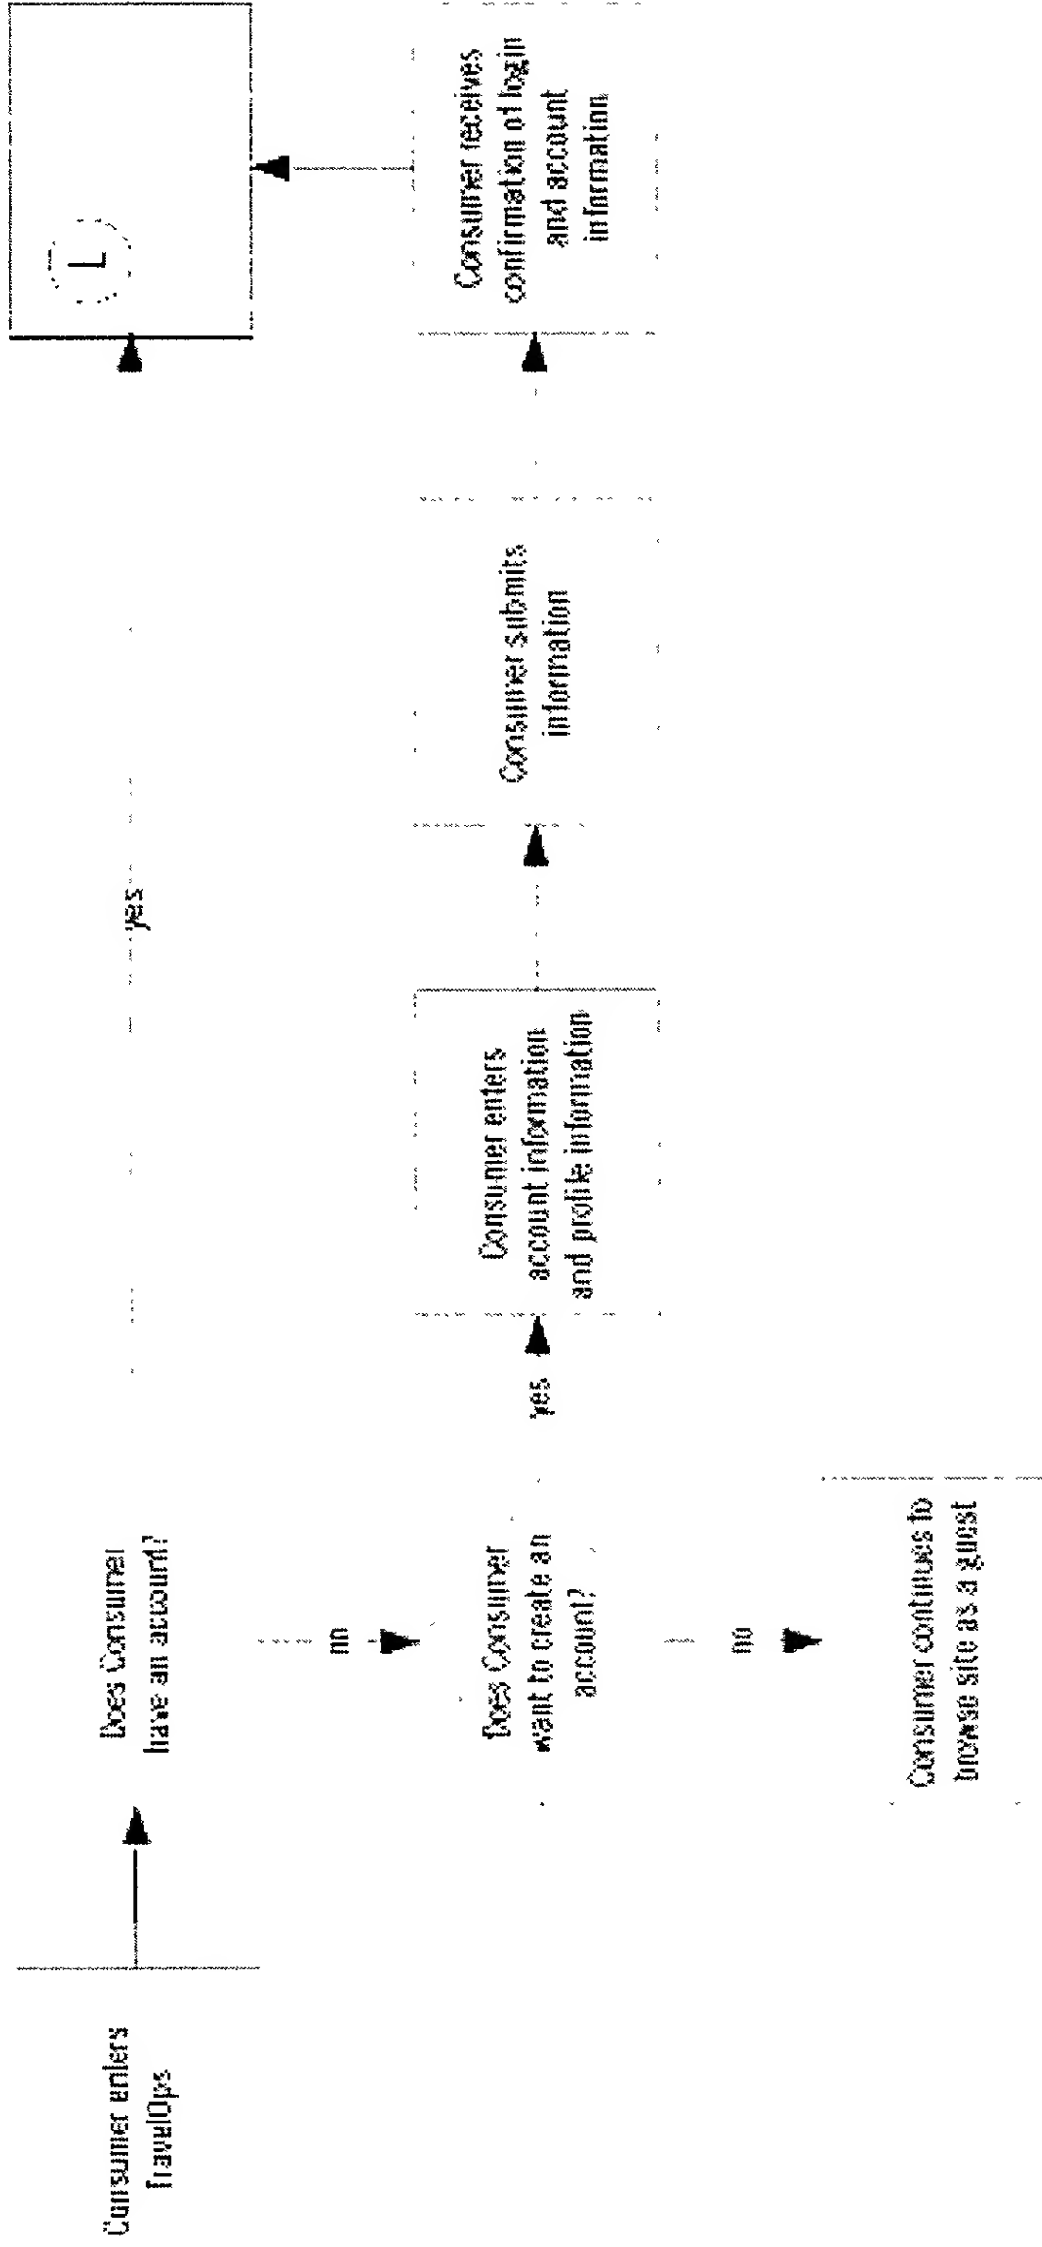 Consumer enters
TravelOps
Does Consumer
have an account?
yes
L
no
Does Consumer
want to create an
account?
yes
Consumer enters
account information
and profile information
Consumer submits
information
Consumer receives
confirmation of login
and account
information
no
Consumer continues to
browse site as a guest